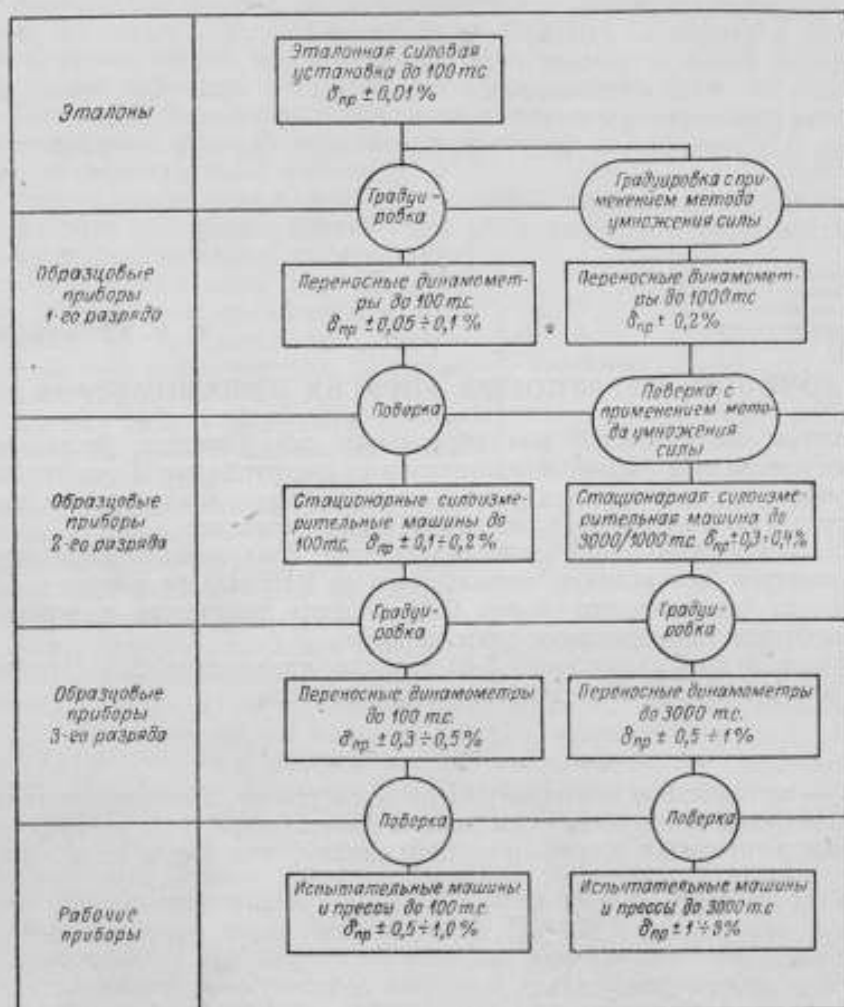 Эталоны
Эталонная силовая
установка до 100 тс
δпр ± 0,01 %
Градуи-
ровка
Градуировка с при-
менением метода
умножения силы
Образцовые
приборы
1-го разряда
Переносные динамомет-
ры до 100 т.с.
δпр ± 0,05 ÷ 0,1 %
Переносные динамомет-
ры до 1000 тс
δпр ± 0,2 %
Поверка
Поверка с
применением мето-
да умножения
силы
Образцовые
приборы
2-го разряда
Стационарные силоизме-
рительные машины до
100 тс. δпр ± 0,1 ÷ 0,2 %
Стационарная силоизме-
рительная машина до
3000/1000 т.с. δпр ± 0,3 ÷ 0,4 %
Градуи-
ровка
Градуи-
ровка
Образцовые
приборы
3-го разряда
Переносные динамометры
до 100 т.с.
δпр ± 0,3 ÷ 0,5 %
Переносные динамометры
до 3000 т.с.
δпр ± 0,5 ÷ 1 %
Поверка
Поверка
Рабочие
приборы
Испытательные машины
и прессы до 100 т.с.
δпр ± 0,5 ÷ 1,0 %
Испытательные машины
и прессы до 3000 т.с
δпр ± 1 ÷ 3 %